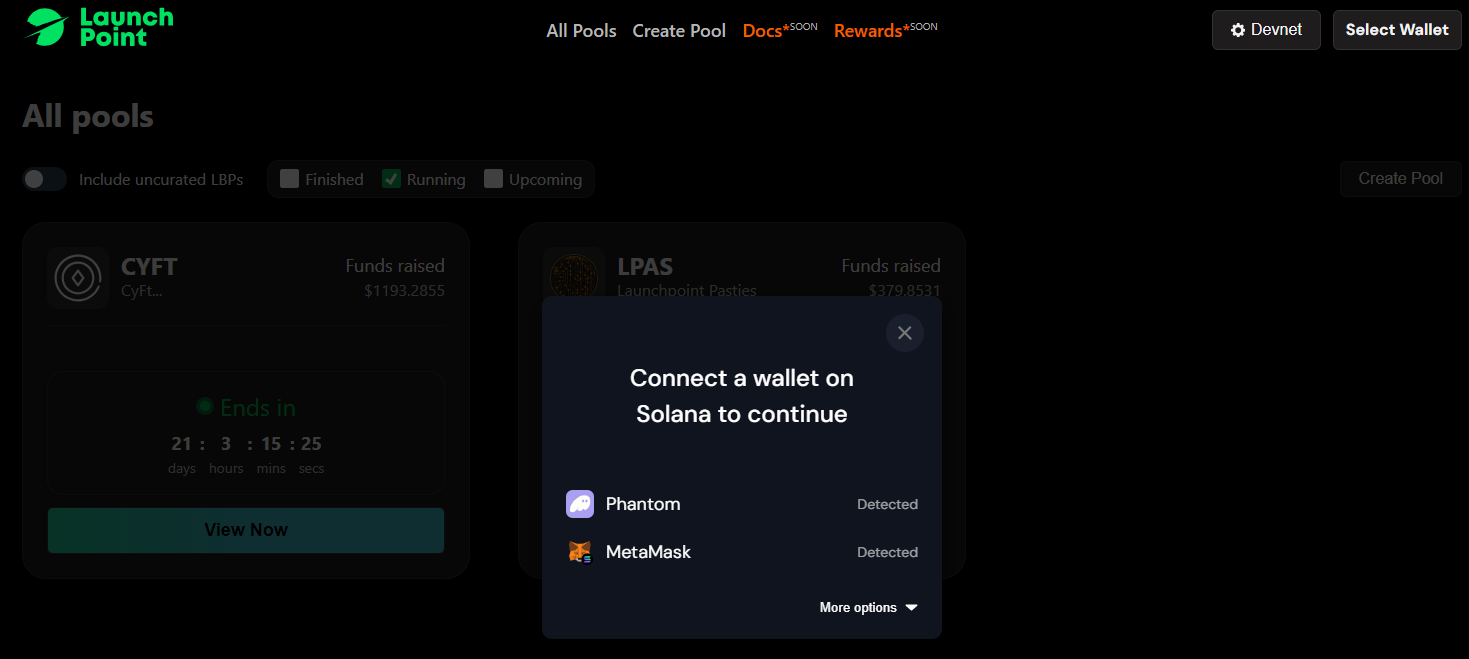 Launch
Point
All Pools Create Pool Docs*SOON Rewards*SOON
Devnet Select Wallet
All pools
Include uncurated LBPs Finished Running Upcoming Create Pool
CYFT Funds raised
CyFt... $1193.2855
Ends in
21 : 3 : 15 : 25
days hours mins secs
View Now
LPAS Funds raised
Launchpoint Pasties $379.8531
Connect a wallet on
Solana to continue
Phantom Detected
MetaMask Detected
More options